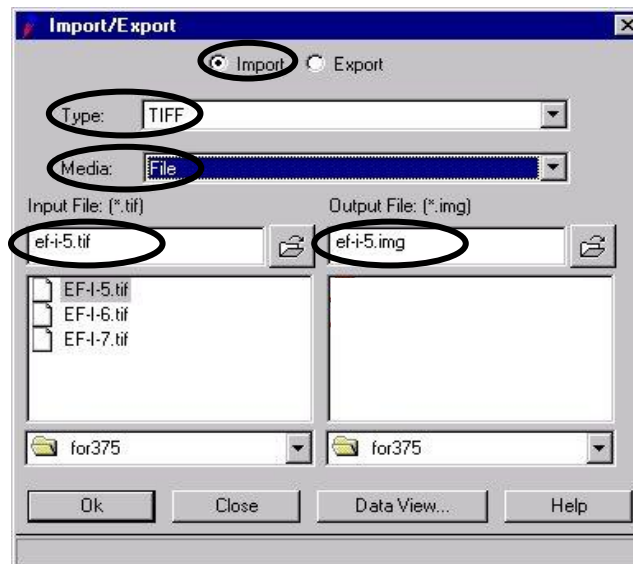 Import/Export
Import Export
Type: TIFF
Media: File
Input File: (*.tif) Output File: (*.img)
ef-i-5.tif ef-i-5.img
EF-I-5.tif
EF-I-6.tif
EF-I-7.tif
for375 for375
Ok Close Data View... Help